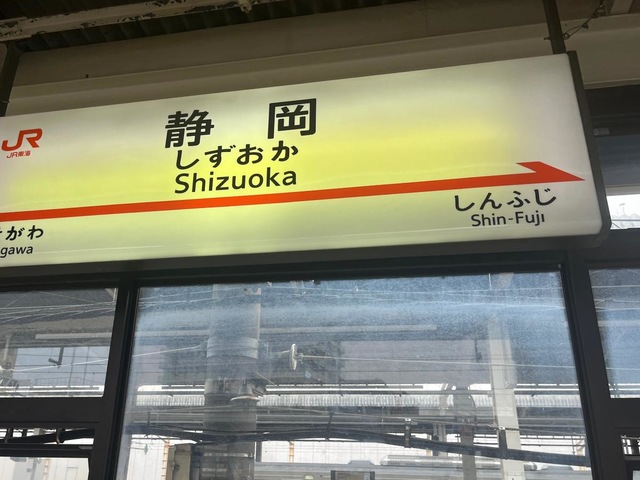 JR
JR東海
静岡
しずおか
Shizuoka
がわ
gawa
しんふじ
Shin-Fuji